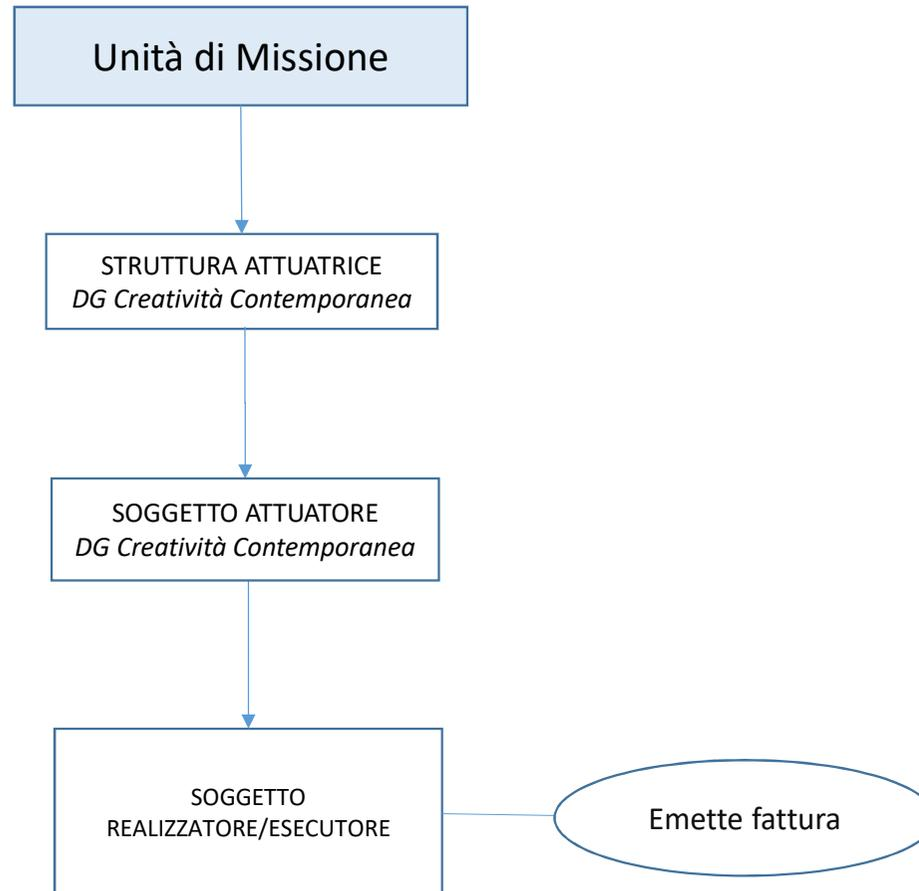 Unità di Missione
STRUTTURA ATTUATRICE
DG Creatività Contemporanea
SOGGETTO ATTUATORE
DG Creatività Contemporanea
SOGGETTO
REALIZZATORE/ESECUTORE
Emette fattura